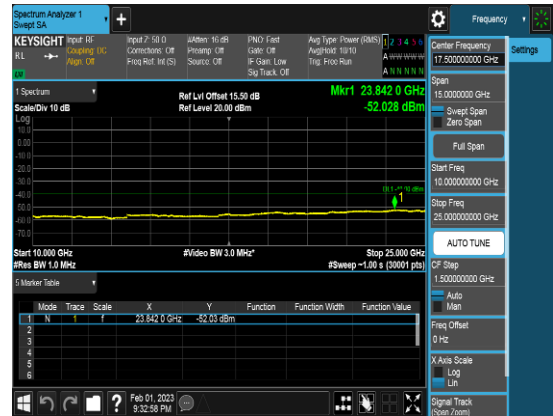 Spectrum Analyzer 1
Swept SA
Frequency
KEYSIGHT
RL
Input: RF
Coupling: DC
Align: Off
Input Z: 50 Ω
Corrections: Off
Freq Ref: Int (S)
#Atten: 16 dB
Preamp: Off
Source: Off
PNO: Fast
Gate: Off
IF Gain: Low
Sig Track: Off
Avg Type: Power (RMS)
Avg|Hold: 10/10
Trig: Free Run
1 2 3 4 5 6
A W W W W W
A N N N N N
1 Spectrum
Scale/Div 10 dB
Ref Lvl Offset 15.50 dB
Ref Level 20.00 dBm
Mkr1 23.842 0 GHz
-52.028 dBm
Log
10.0
0.00
-10.0
-20.0
-30.0
-40.0
-50.0
-60.0
-70.0
1
Start 10.000 GHz
#Res BW 1.0 MHz
#Video BW 3.0 MHz*
Stop 25.000 GHz
#Sweep ~1.00 s (30001 pts)
5 Marker Table
Mode Trace Scale X Y Function Function Width Function Value
1 N 1 f 23.842 0 GHz -52.03 dBm
2
3
4
5
6
Feb 01, 2023
9:32:58 PM
Center Frequency
17.500000000 GHz
Settings
Span
15.0000000 GHz
Swept Span
Zero Span
Full Span
Start Freq
10.000000000 GHz
Stop Freq
25.000000000 GHz
AUTO TUNE
CF Step
1.500000000 GHz
Auto
Man
Freq Offset
0 Hz
X Axis Scale
Log
Lin
Signal Track
(Span Zoom)